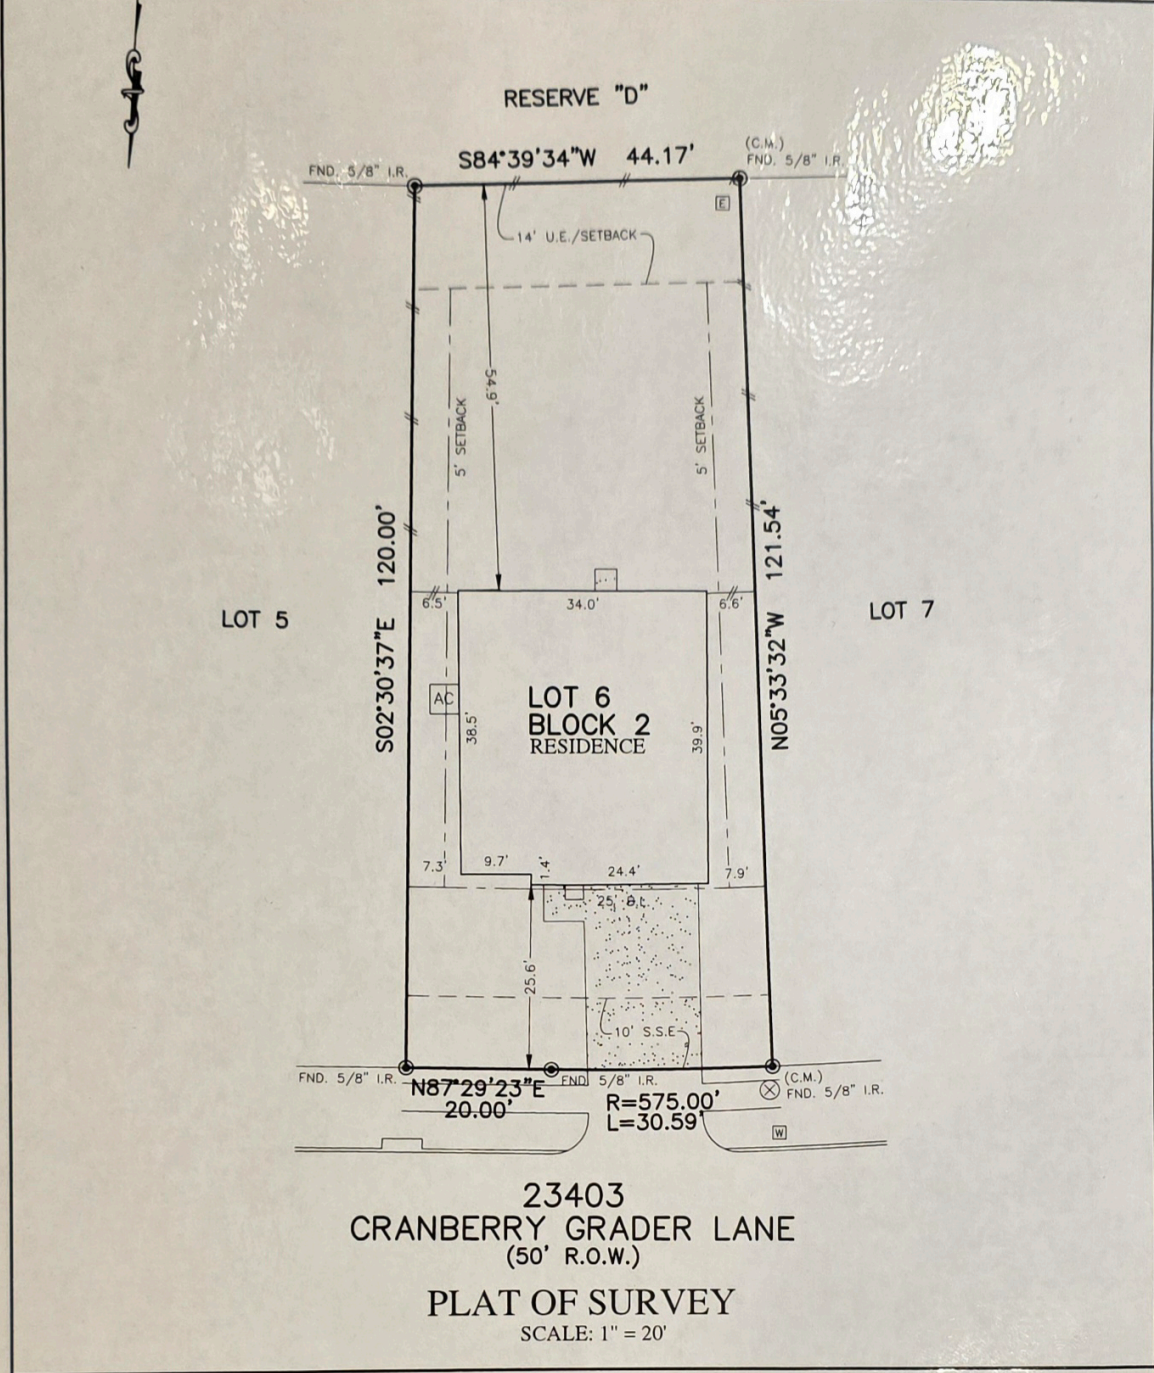 RESERVE "D"
S84°39'34"W 44.17'
(C.M.)
FND. 5/8" I.R.
FND. 5/8" I.R.
E
14' U.E./SETBACK
54.9'
5' SETBACK
5' SETBACK
S02°30'37"E 120.00'
N05°33'32"W 121.54'
6.5'
34.0'
6.6'
LOT 5
LOT 7
AC
LOT 6
BLOCK 2
RESIDENCE
38.5'
39.9'
7.3'
9.7'
1.4'
24.4'
7.9'
25' B.L.
25.6'
10' S.S.E
FND. 5/8" I.R.
N87°29'23"E
20.00'
FND 5/8" I.R.
R=575.00'
L=30.59'
(C.M.)
FND. 5/8" I.R.
W
23403
CRANBERRY GRADER LANE
(50' R.O.W.)
PLAT OF SURVEY
SCALE: 1" = 20'